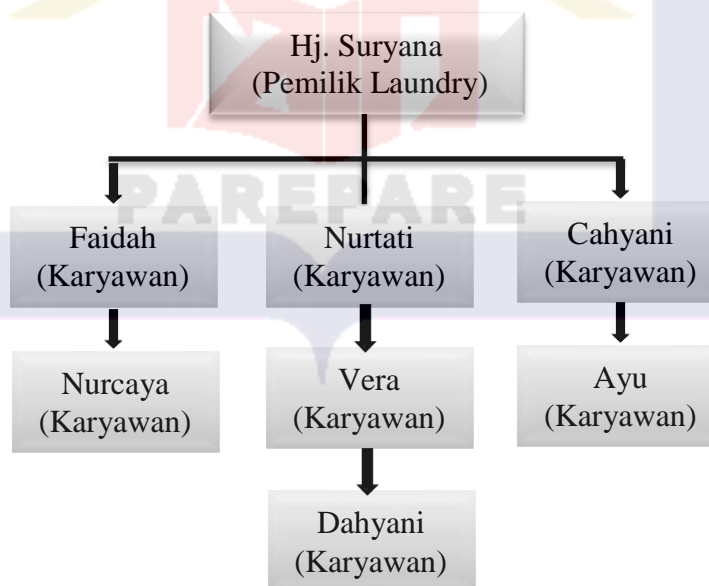 Hj. Suryana
(Pemilik Laundry)
PAREPARE
Faidah
(Karyawan)
Nurtati
(Karyawan)
Cahyani
(Karyawan)
Nurcaya
(Karyawan)
Vera
(Karyawan)
Ayu
(Karyawan)
Dahyani
(Karyawan)